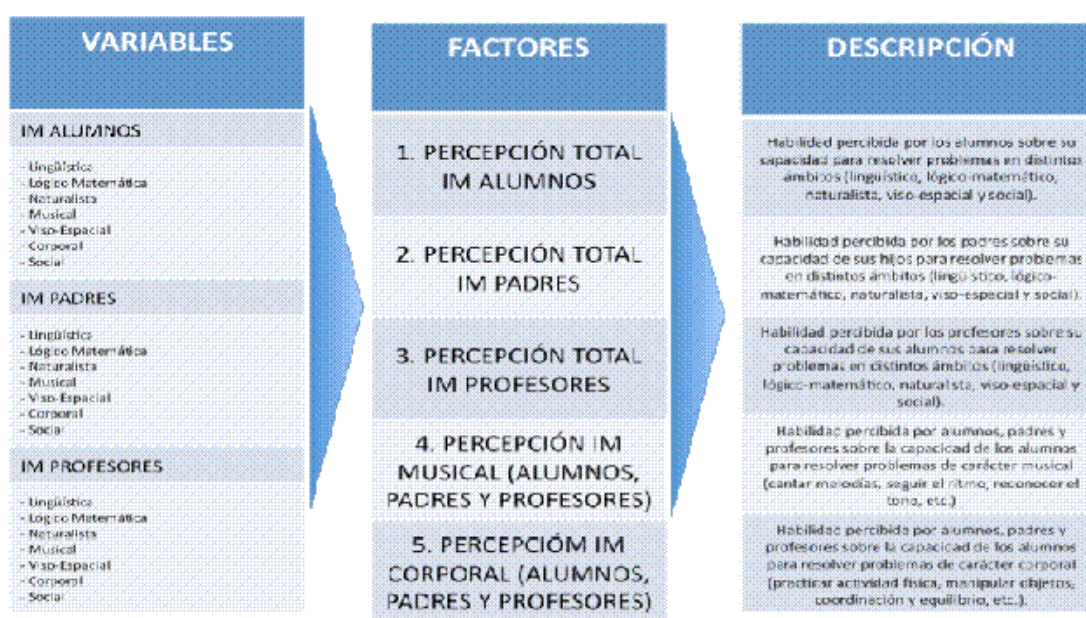 VARIABLES
IM ALUMNOS
- Lingüística
- Lógico Matemática
- Naturalista
- Musical
- Viso-Espacial
- Corporal
- Social
IM PADRES
- Lingüística
- Lógico Matemática
- Naturalista
- Musical
- Viso-Espacial
- Corporal
- Social
IM PROFESORES
- Lingüística
- Lógico Matemática
- Naturalista
- Musical
- Viso-Espacial
- Corporal
- Social
FACTORES
1. PERCEPCIÓN TOTAL
IM ALUMNOS
2. PERCEPCIÓN TOTAL
IM PADRES
3. PERCEPCIÓN TOTAL
IM PROFESORES
4. PERCEPCIÓN IM
MUSICAL (ALUMNOS,
PADRES Y PROFESORES)
5. PERCEPCIÓM IM
CORPORAL (ALUMNOS,
PADRES Y PROFESORES)
DESCRIPCIÓN
Habilidad percibida por los alumnos sobre su
capacidad para resolver problemas en distintos
ámbitos (linguístico, lógico-matemático,
naturalista, viso-espacial y social).
Habilidad percibida por los padres sobre su
capacidad de sus hijos para resolver problemas
en distintos ámbitos (lingüístico, lógico-
matemático, naturalista, viso-espacial y social).
Habilidad percibida por los profesores sobre su
capacidad de sus alumnos para resolver
problemas en distintos ámbitos (linguístico,
lógico-matemático, naturalista, viso-espacial y
social).
Habilidad percibida por alumnos, padres y
profesores sobre la capacidad de los alumnos
para resolver problemas de carácter musical
(cantar melodías, seguir el ritmo, reconocer el
tono, etc.)
Habilidad percibida por alumnos, padres y
profesores sobre la capacidad de los alumnos
para resolver problemas de carácter corporal
(practicar actividad física, manipular objetos,
coordinación y equilibrio, etc.).